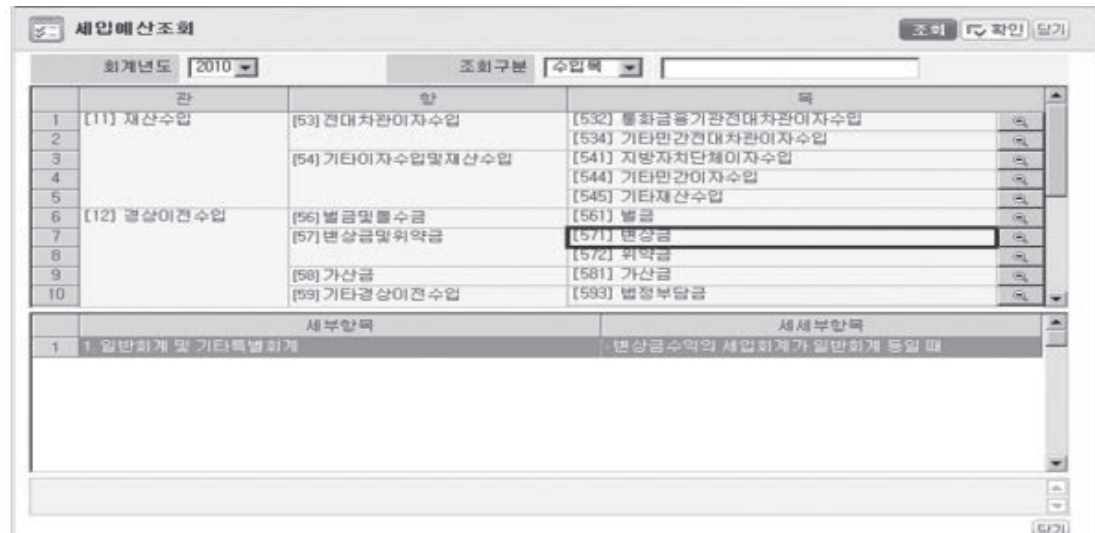 세입예산조회 조회 확인 닫기
회계년도 2010 조회구분 수입목
관 항 목
1 [11] 재산수입 [53] 전대차관이자수입 [532] 통화금융기관전대차관이자수입
2 [534] 기타민간전대차관이자수입
3 [54] 기타이자수입및재산수입 [541] 지방자치단체이자수입
4 [544] 기타민간이자수입
5 [545] 기타재산수입
6 [12] 경상이전수입 [56] 벌금및몰수금 [561] 벌금
7 [57] 변상금및위약금 [571] 변상금
8 [572] 위약금
9 [58] 가산금 [581] 가산금
10 [59] 기타경상이전수입 [593] 법정부담금
세부항목 세세부항목
1 1. 일반회계 및 기타특별회계 - 변상금수익의 세입회계가 일반회계 등일 때
닫기